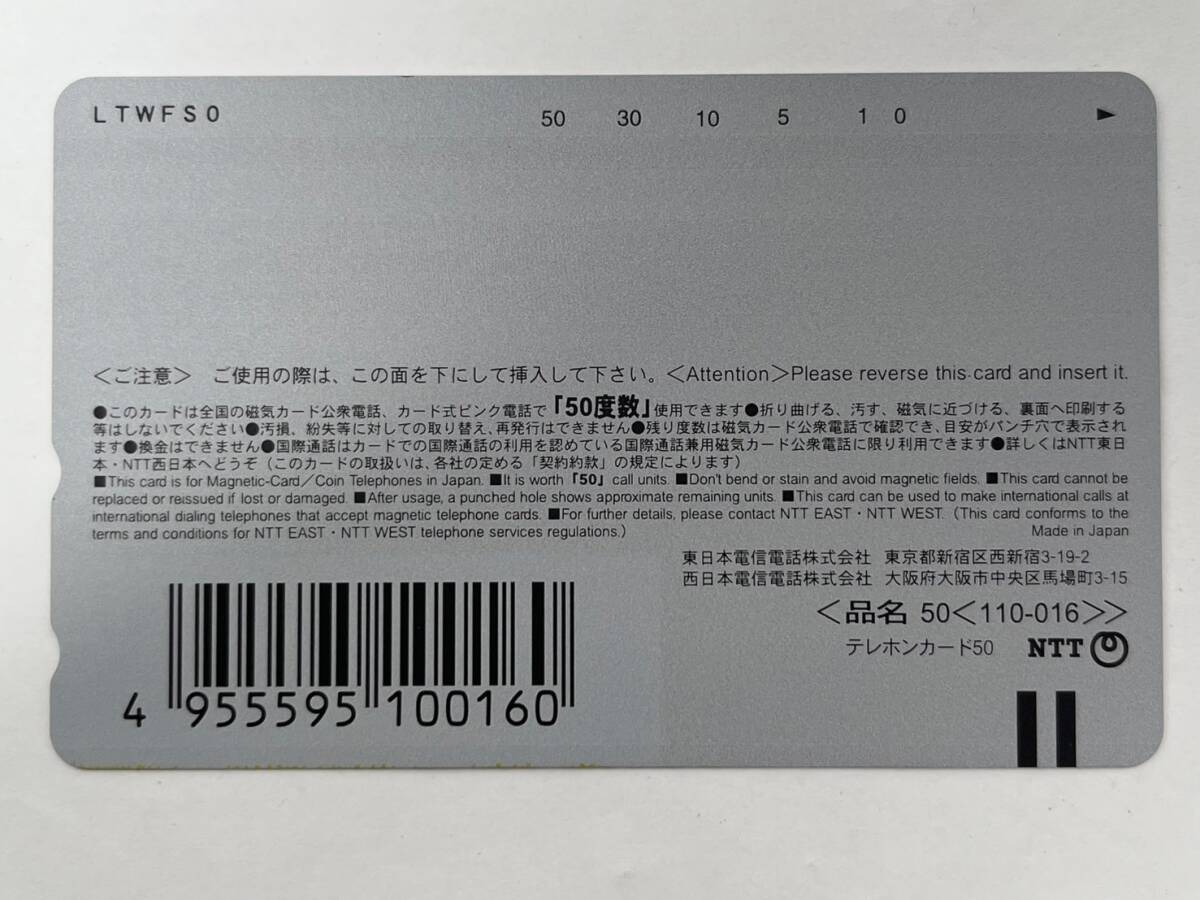 LTWFS0 50 30 10 5 1 0 ►
＜ご注意＞ ご使用の際は、この面を下にして挿入して下さい。＜Attention＞Please reverse this card and insert it.
●このカードは全国の磁気カード公衆電話、カード式ピンク電話で「50度数」使用できます●折り曲げる、汚す、磁気に近づける、裏面へ印刷する
等はしないでください●汚損、紛失等に対しての取り替え、再発行はできません●残り度数は磁気カード公衆電話で確認でき、目安がパンチ穴で表示され
ます●換金はできません●国際通話はカードでの国際通話の利用を認めている国際通話兼用磁気カード公衆電話に限り利用できます●詳しくはNTT東日
本・NTT西日本へどうぞ（このカードの取扱いは、各社の定める「契約約款」の規定によります）
■This card is for Magnetic-Card／Coin Telephones in Japan. ■It is worth「50」call units. ■Don't bend or stain and avoid magnetic fields. ■This card cannot be
replaced or reissued if lost or damaged. ■After usage, a punched hole shows approximate remaining units. ■This card can be used to make international calls at
international dialing telephones that accept magnetic telephone cards. ■For further details, please contact NTT EAST・NTT WEST.（This card conforms to the
terms and conditions for NTT EAST・NTT WEST telephone services regulations.） Made in Japan
東日本電信電話株式会社 東京都新宿区西新宿3-19-2
西日本電信電話株式会社 大阪府大阪市中央区馬場町3-15
＜品名 50＜110-016＞＞
テレホンカード50 NTT
4 955595 100160